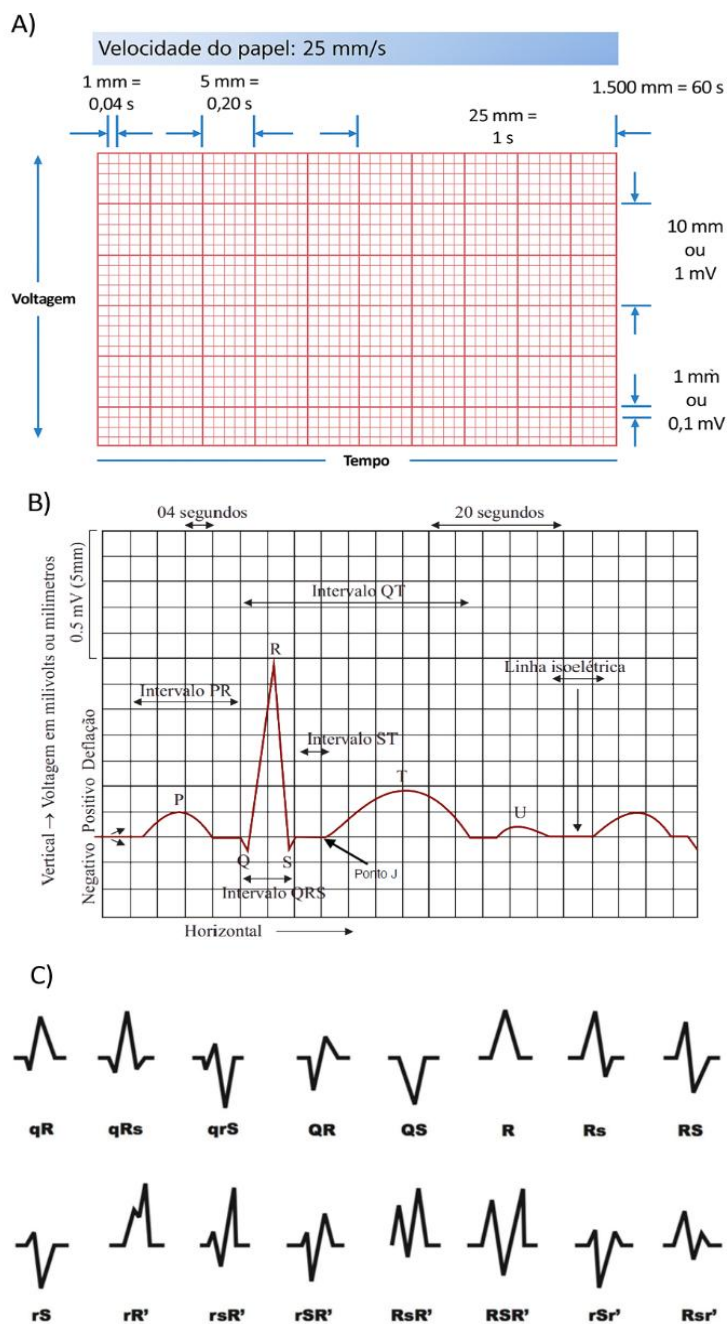 A)
Velocidade do papel: 25 mm/s
1 mm =
0,04 s
5 mm =
0,20 s
25 mm =
1 s
1.500 mm = 60 s
Voltagem
10 mm
ou
1 mV
1 mm
ou
0,1 mV
Tempo
B)
04 segundos
20 segundos
Vertical → Voltagem em milivolts ou milimetros
0.5 mV (5mm)
Negativo Positivo Deflação
Intervalo QT
R
Linha isoelétrica
Intervalo PR
Intervalo ST
P
T
U
Q
S
Ponto J
Intervalo QRS
Horizontal
C)
qR qRs qrS QR QS R Rs RS
rS rR' rsR' rSR' RsR' RSR' rSr' Rsr'